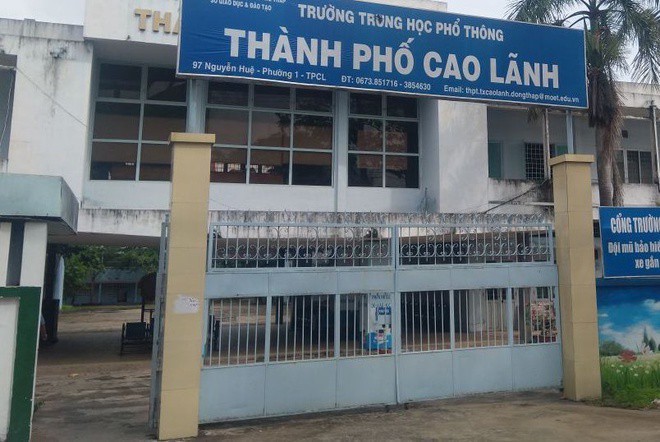 SỞ GIÁO DỤC & ĐÀO TẠO
TRƯỜNG TRUNG HỌC PHỔ THÔNG
THÀNH PHỐ CAO LÃNH
97 Nguyễn Huệ - Phường 1 - TPCL ĐT: 0673.851716 - 3854630 Email: thpt.txcaolanh.dongthap@moet.edu.vn
TH
CỔNG TRƯỜNG
Đội mũ bảo hiể
xe gắn